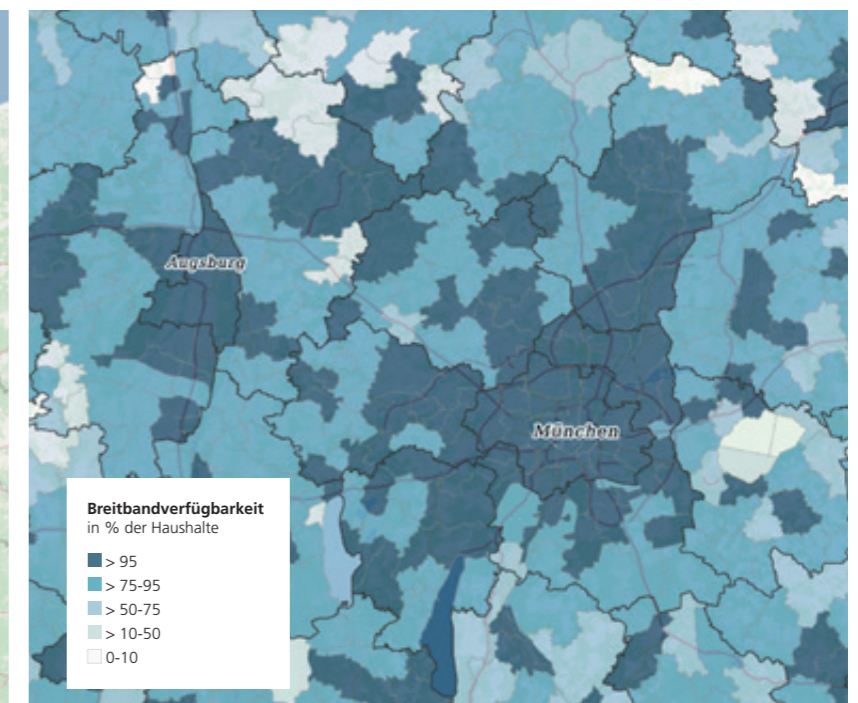 Augsburg
München
Breitbandverfügbarkeit
in % der Haushalte
> 95
> 75-95
> 50-75
> 10-50
0-10